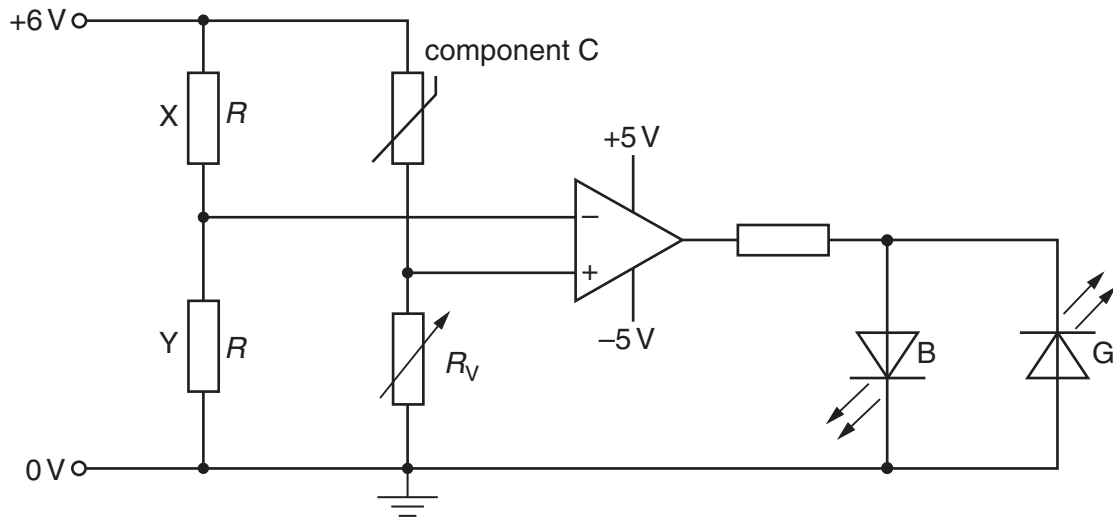 +6 V
component C
X R
+5 V
−
+
−5 V
Y R
R_V
B
G
0 V